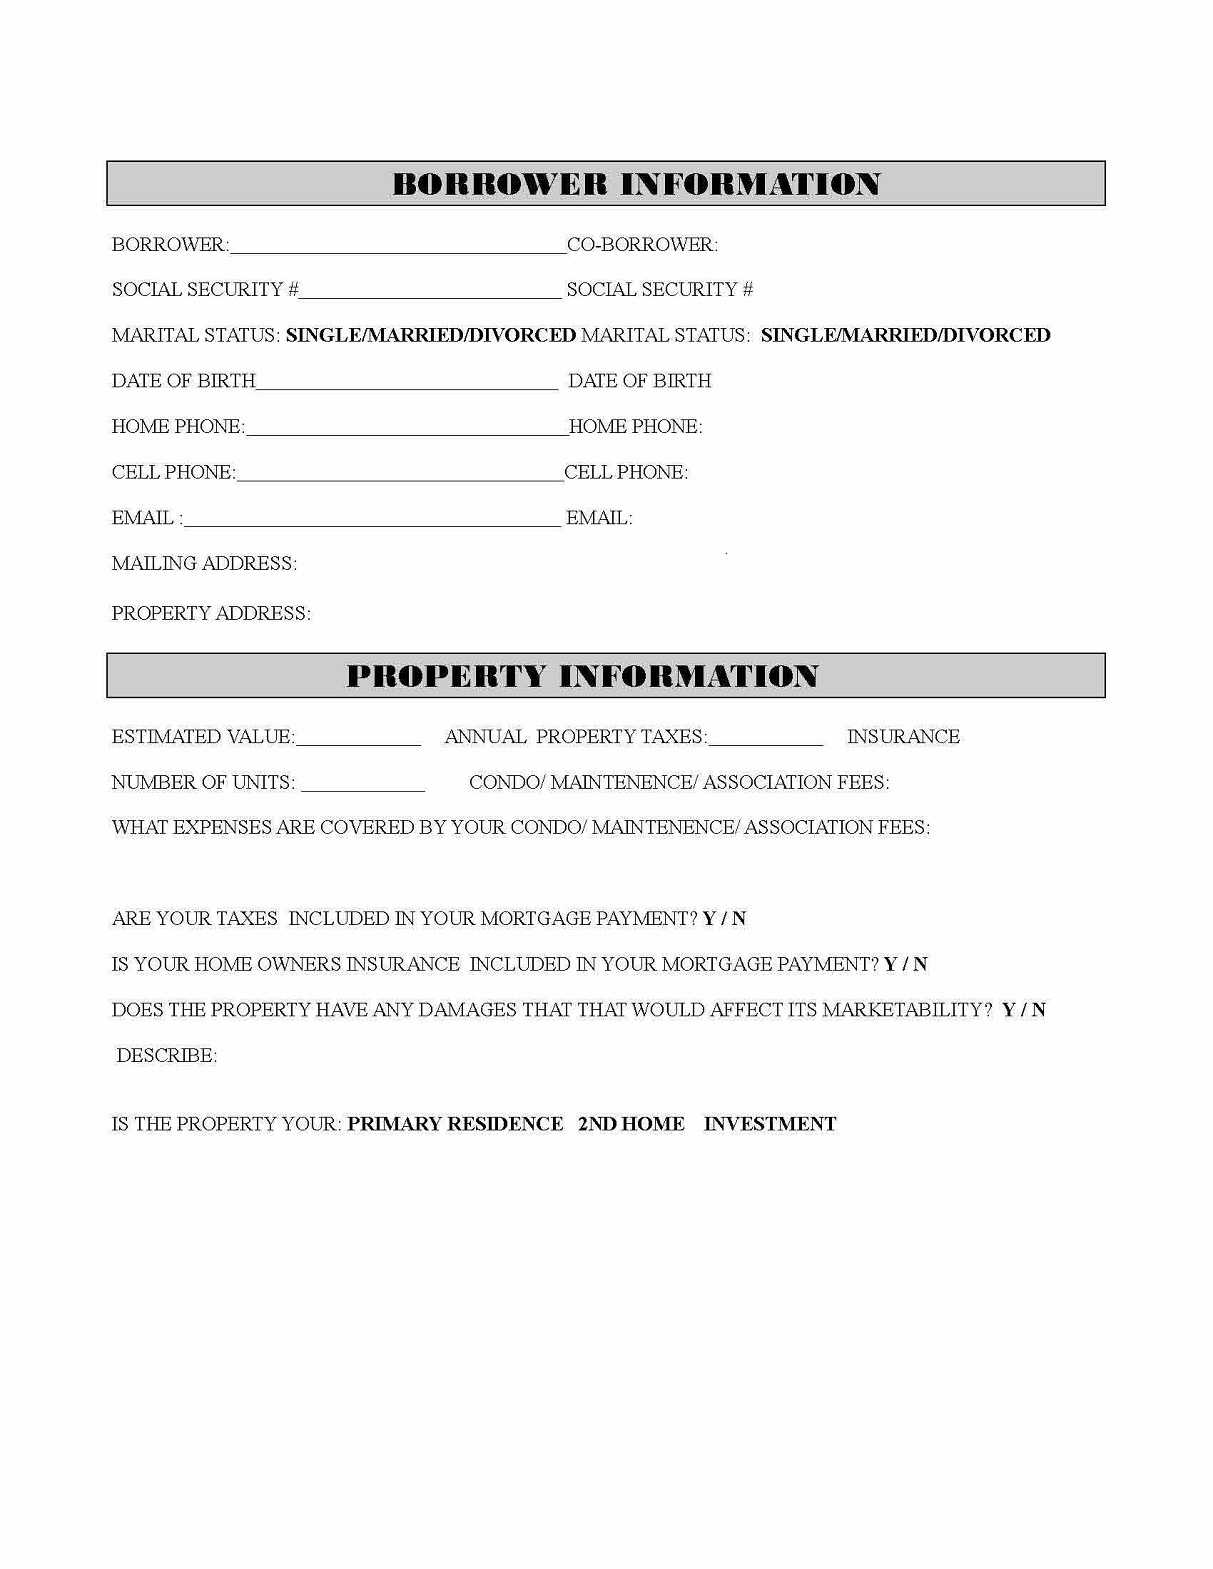 BORROWER INFORMATION
BORROWER:______________________________CO-BORROWER:
SOCIAL SECURITY #________________________ SOCIAL SECURITY #
MARITAL STATUS: SINGLE/MARRIED/DIVORCED MARITAL STATUS: SINGLE/MARRIED/DIVORCED
DATE OF BIRTH____________________________ DATE OF BIRTH
HOME PHONE:______________________________HOME PHONE:
CELL PHONE:______________________________CELL PHONE:
EMAIL :___________________________________ EMAIL:
MAILING ADDRESS:
PROPERTY ADDRESS:
PROPERTY INFORMATION
ESTIMATED VALUE:____________ ANNUAL PROPERTY TAXES:___________ INSURANCE
NUMBER OF UNITS: ____________ CONDO/ MAINTENENCE/ ASSOCIATION FEES:
WHAT EXPENSES ARE COVERED BY YOUR CONDO/ MAINTENENCE/ ASSOCIATION FEES:
ARE YOUR TAXES INCLUDED IN YOUR MORTGAGE PAYMENT? Y / N
IS YOUR HOME OWNERS INSURANCE INCLUDED IN YOUR MORTGAGE PAYMENT? Y / N
DOES THE PROPERTY HAVE ANY DAMAGES THAT THAT WOULD AFFECT ITS MARKETABILITY? Y / N
DESCRIBE:
IS THE PROPERTY YOUR: PRIMARY RESIDENCE 2ND HOME INVESTMENT